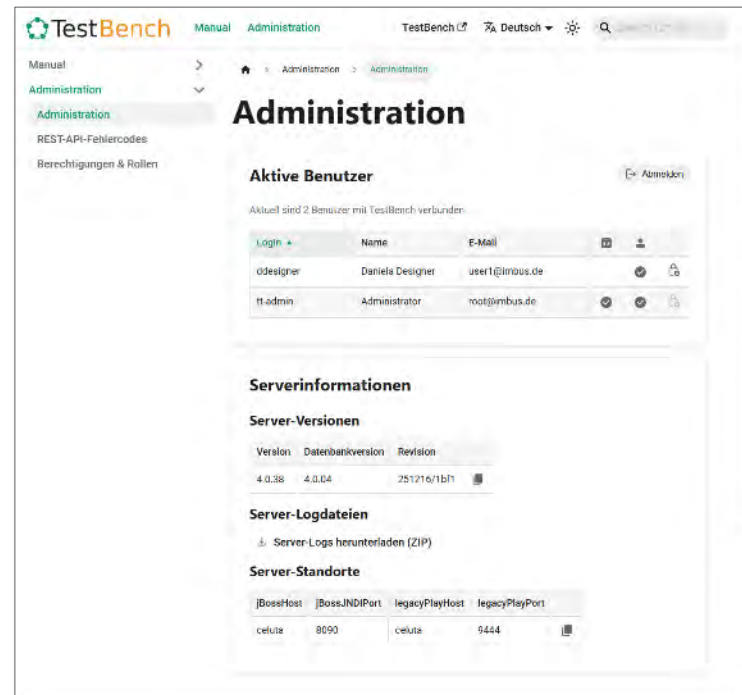 TestBench Manual Administration TestBench Deutsch
Manual
Administration
Administration
REST-API-Fehlercodes
Berechtigungen & Rollen
Administration > Administration
Administration
Aktive Benutzer
Abmelden
Aktuell sind 2 Benutzer mit TestBench verbunden
Login Name E-Mail
ddesigner Daniela Designer user1@imbus.de
tt-admin Administrator root@imbus.de
Serverinformationen
Server-Versionen
Version Datenbankversion Revision
4.0.38 4.0.04 251216/1bf1
Server-Logdateien
Server-Logs herunterladen (ZIP)
Server-Standorte
jBossHost jBossJNDIPort legacyPlayHost legacyPlayPort
celuta 8090 celuta 9444